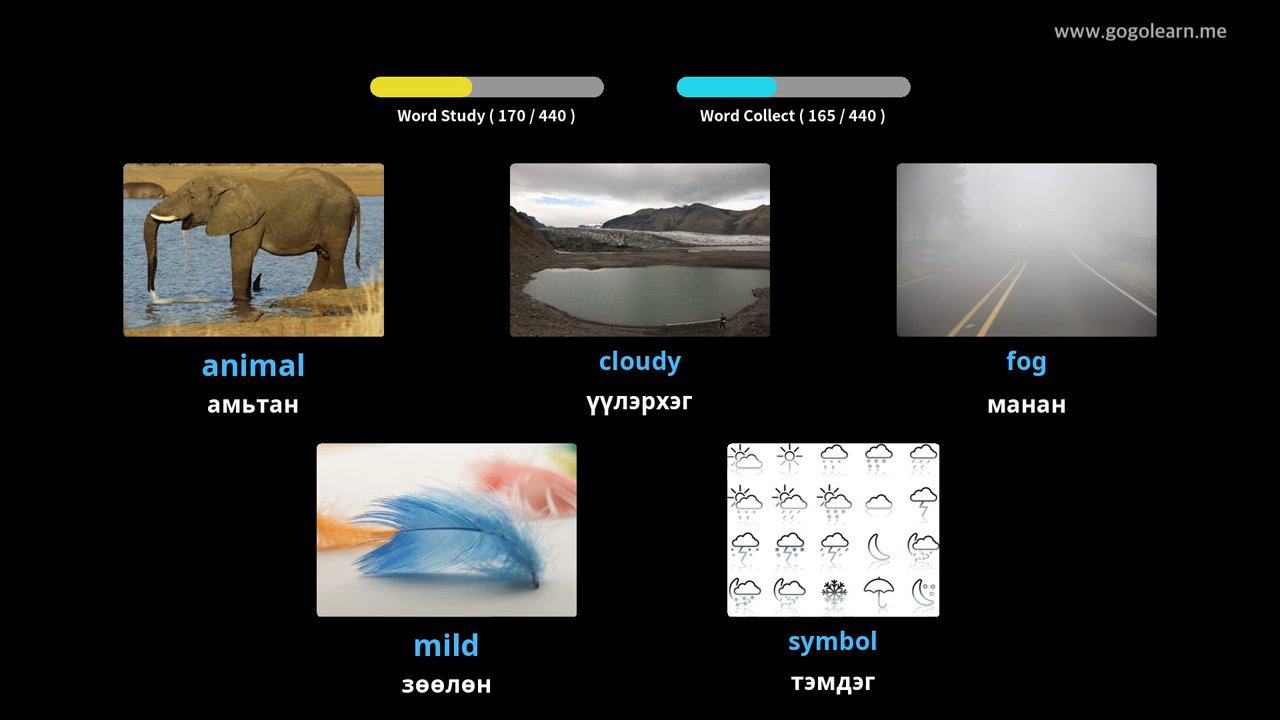 www.gogolearn.me
Word Study ( 170 / 440 )
Word Collect ( 165 / 440 )
animal
амьтан
cloudy
үүлэрхэг
fog
манан
mild
зөөлөн
symbol
тэмдэг